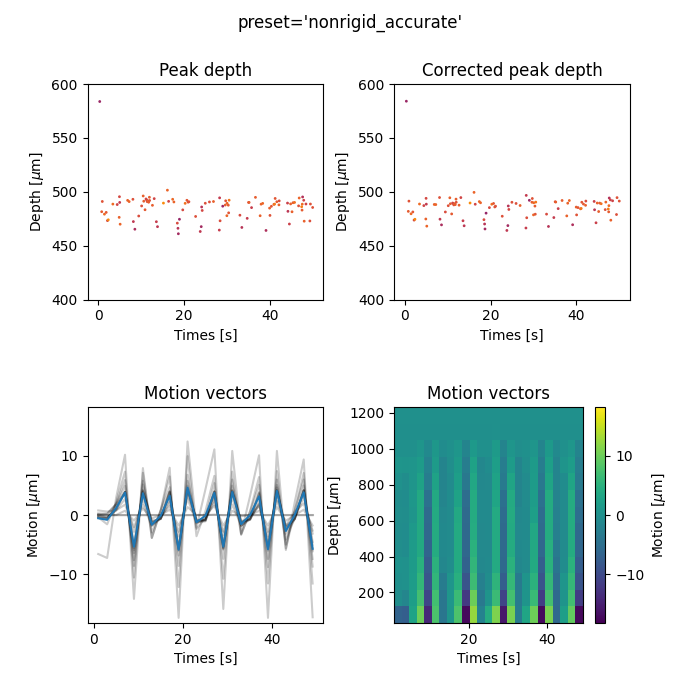 preset='nonrigid_accurate'
Peak depth
Corrected peak depth
600
550
500
450
400
Depth [μm]
0
20
40
Times [s]
600
550
500
450
400
Depth [μm]
0
20
40
Times [s]
Motion vectors
Motion vectors
10
0
−10
Motion [μm]
0
20
40
Times [s]
1200
1000
800
600
400
200
Depth [μm]
20
40
Times [s]
10
0
−10
Motion [μm]